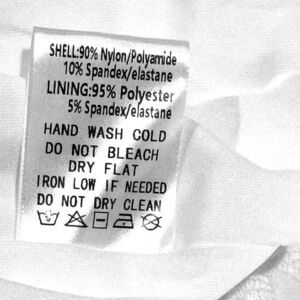 SHELL:90% Nylon/Polyamide
10% Spandex/elastane
LINING:95% Polyester
5% Spandex/elastane
HAND WASH COLD
DO NOT BLEACH
DRY FLAT
IRON LOW IF NEEDED
DO NOT DRY CLEAN